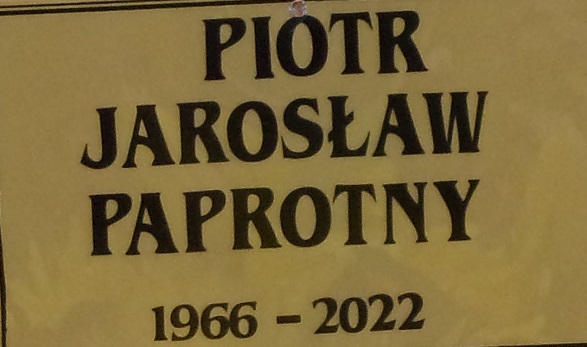 PIOTR
JAROSŁAW
PAPROTNY
1966 - 2022